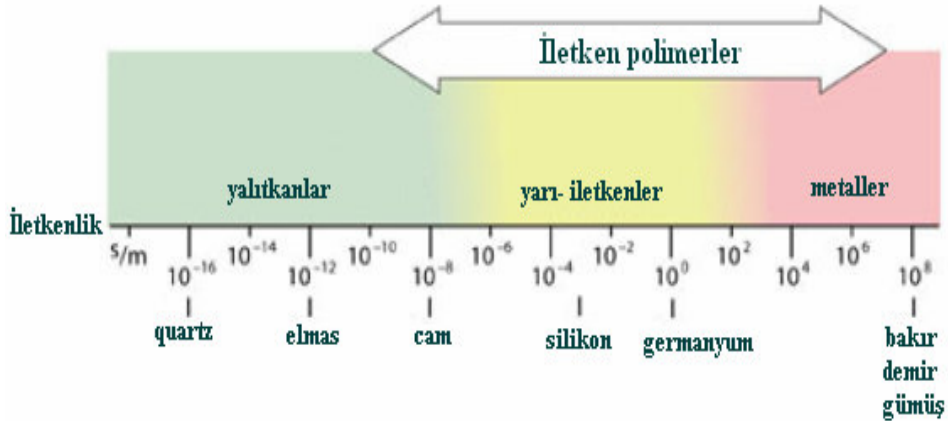 İletken polimerler
yalıtkanlar yarı- iletkenler metaller
İletkenlik
S/m 10⁻¹⁶ 10⁻¹⁴ 10⁻¹² 10⁻¹⁰ 10⁻⁸ 10⁻⁶ 10⁻⁴ 10⁻² 10⁰ 10² 10⁴ 10⁶ 10⁸
quartz elmas cam silikon germanyum bakır
demir
gümüş